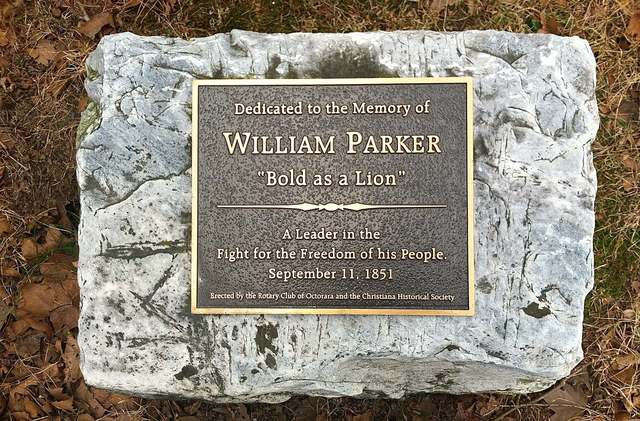 Dedicated to the Memory of
WILLIAM PARKER
"Bold as a Lion"
A Leader in the
Fight for the Freedom of his People.
September 11, 1851
Erected by the Rotary Club of Octorara and the Christiana Historical Society